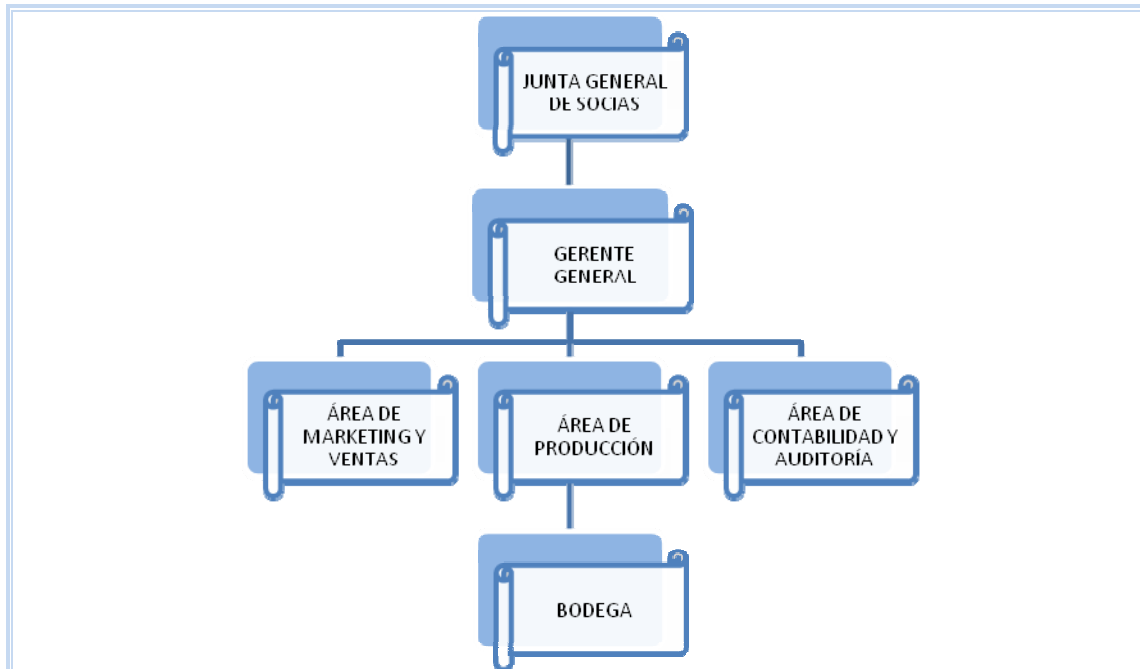 JUNTA GENERAL
DE SOCIAS
GERENTE
GENERAL
ÁREA DE
MARKETING Y
VENTAS
ÁREA DE
PRODUCCIÓN
ÁREA DE
CONTABILIDAD Y
AUDITORÍA
BODEGA